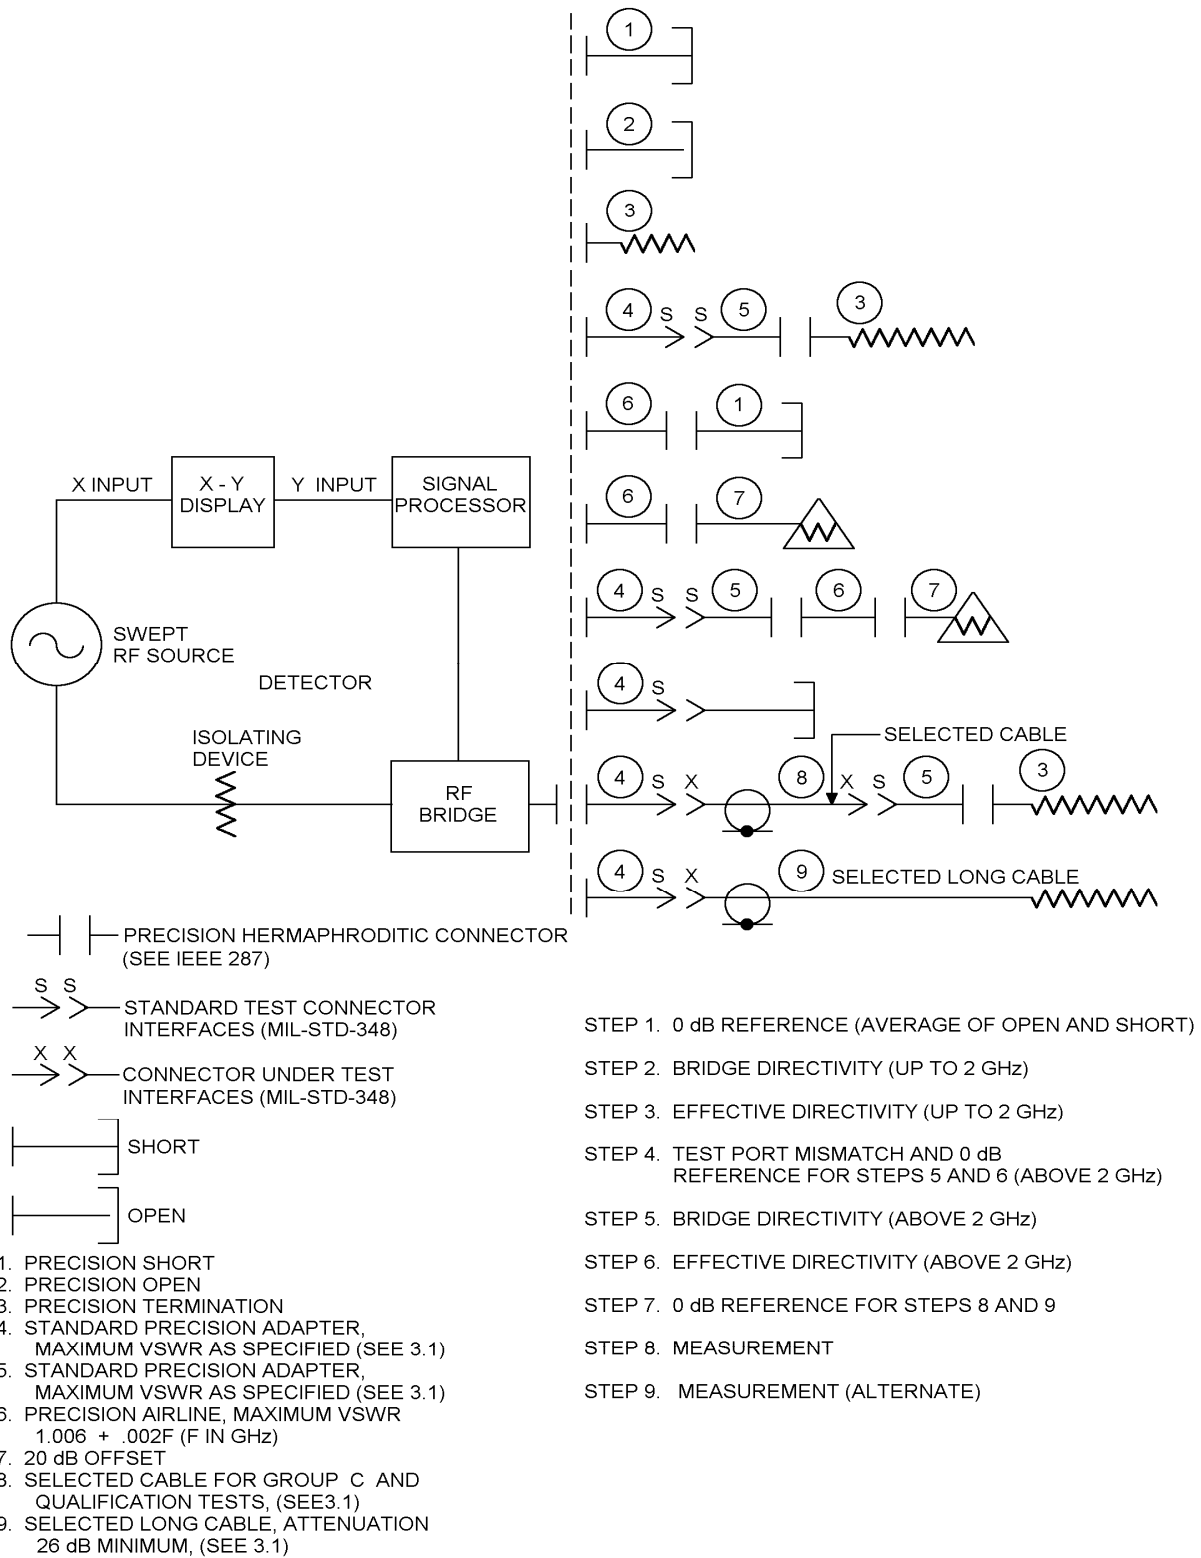 1
2
3
4 S S 5 3
6 1
6 7
4 S S 5 6 7
4 S
SELECTED CABLE
4 S X 8 X S 5 3
4 S X 9 SELECTED LONG CABLE
X INPUT
X - Y
DISPLAY
Y INPUT
SIGNAL
PROCESSOR
SWEPT
RF SOURCE
DETECTOR
ISOLATING
DEVICE
RF
BRIDGE
PRECISION HERMAPHRODITIC CONNECTOR
(SEE IEEE 287)
S S
STANDARD TEST CONNECTOR
INTERFACES (MIL-STD-348)
X X
CONNECTOR UNDER TEST
INTERFACES (MIL-STD-348)
SHORT
OPEN
1. PRECISION SHORT
2. PRECISION OPEN
3. PRECISION TERMINATION
4. STANDARD PRECISION ADAPTER,
MAXIMUM VSWR AS SPECIFIED (SEE 3.1)
5. STANDARD PRECISION ADAPTER,
MAXIMUM VSWR AS SPECIFIED (SEE 3.1)
6. PRECISION AIRLINE, MAXIMUM VSWR
1.006 + .002F (F IN GHz)
7. 20 dB OFFSET
8. SELECTED CABLE FOR GROUP C AND
QUALIFICATION TESTS, (SEE3.1)
9. SELECTED LONG CABLE, ATTENUATION
26 dB MINIMUM, (SEE 3.1)
STEP 1. 0 dB REFERENCE (AVERAGE OF OPEN AND SHORT)
STEP 2. BRIDGE DIRECTIVITY (UP TO 2 GHz)
STEP 3. EFFECTIVE DIRECTIVITY (UP TO 2 GHz)
STEP 4. TEST PORT MISMATCH AND 0 dB
REFERENCE FOR STEPS 5 AND 6 (ABOVE 2 GHz)
STEP 5. BRIDGE DIRECTIVITY (ABOVE 2 GHz)
STEP 6. EFFECTIVE DIRECTIVITY (ABOVE 2 GHz)
STEP 7. 0 dB REFERENCE FOR STEPS 8 AND 9
STEP 8. MEASUREMENT
STEP 9. MEASUREMENT (ALTERNATE)